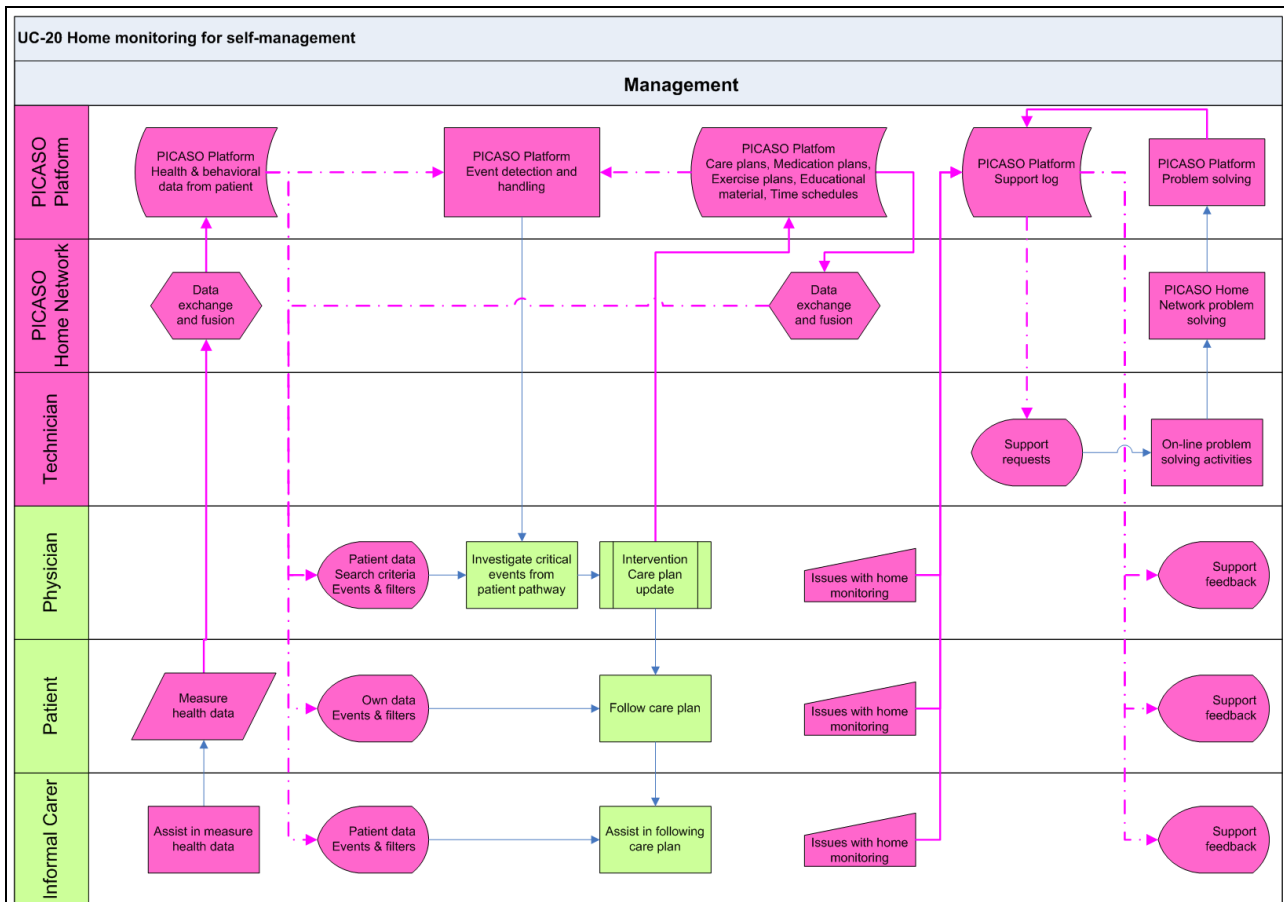 UC-20 Home monitoring for self-management
Management
PICASO
Platform
PICASO Platform
Health & behavioral
data from patient
PICASO Platform
Event detection and
handling
PICASO Platfom
Care plans, Medication plans,
Exercise plans, Educational
material, Time schedules
PICASO Platform
Support log
PICASO Platform
Problem solving
PICASO
Home Network
Data
exchange
and fusion
Data
exchange
and fusion
PICASO Home
Network problem
solving
Technician
Support
requests
On-line problem
solving activities
Physician
Patient data
Search criteria
Events & filters
Investigate critical
events from
patient pathway
Intervention
Care plan
update
Issues with home
monitoring
Support
feedback
Patient
Measure
health data
Own data
Events & filters
Follow care plan
Issues with home
monitoring
Support
feedback
Informal Carer
Assist in measure
health data
Patient data
Events & filters
Assist in following
care plan
Issues with home
monitoring
Support
feedback